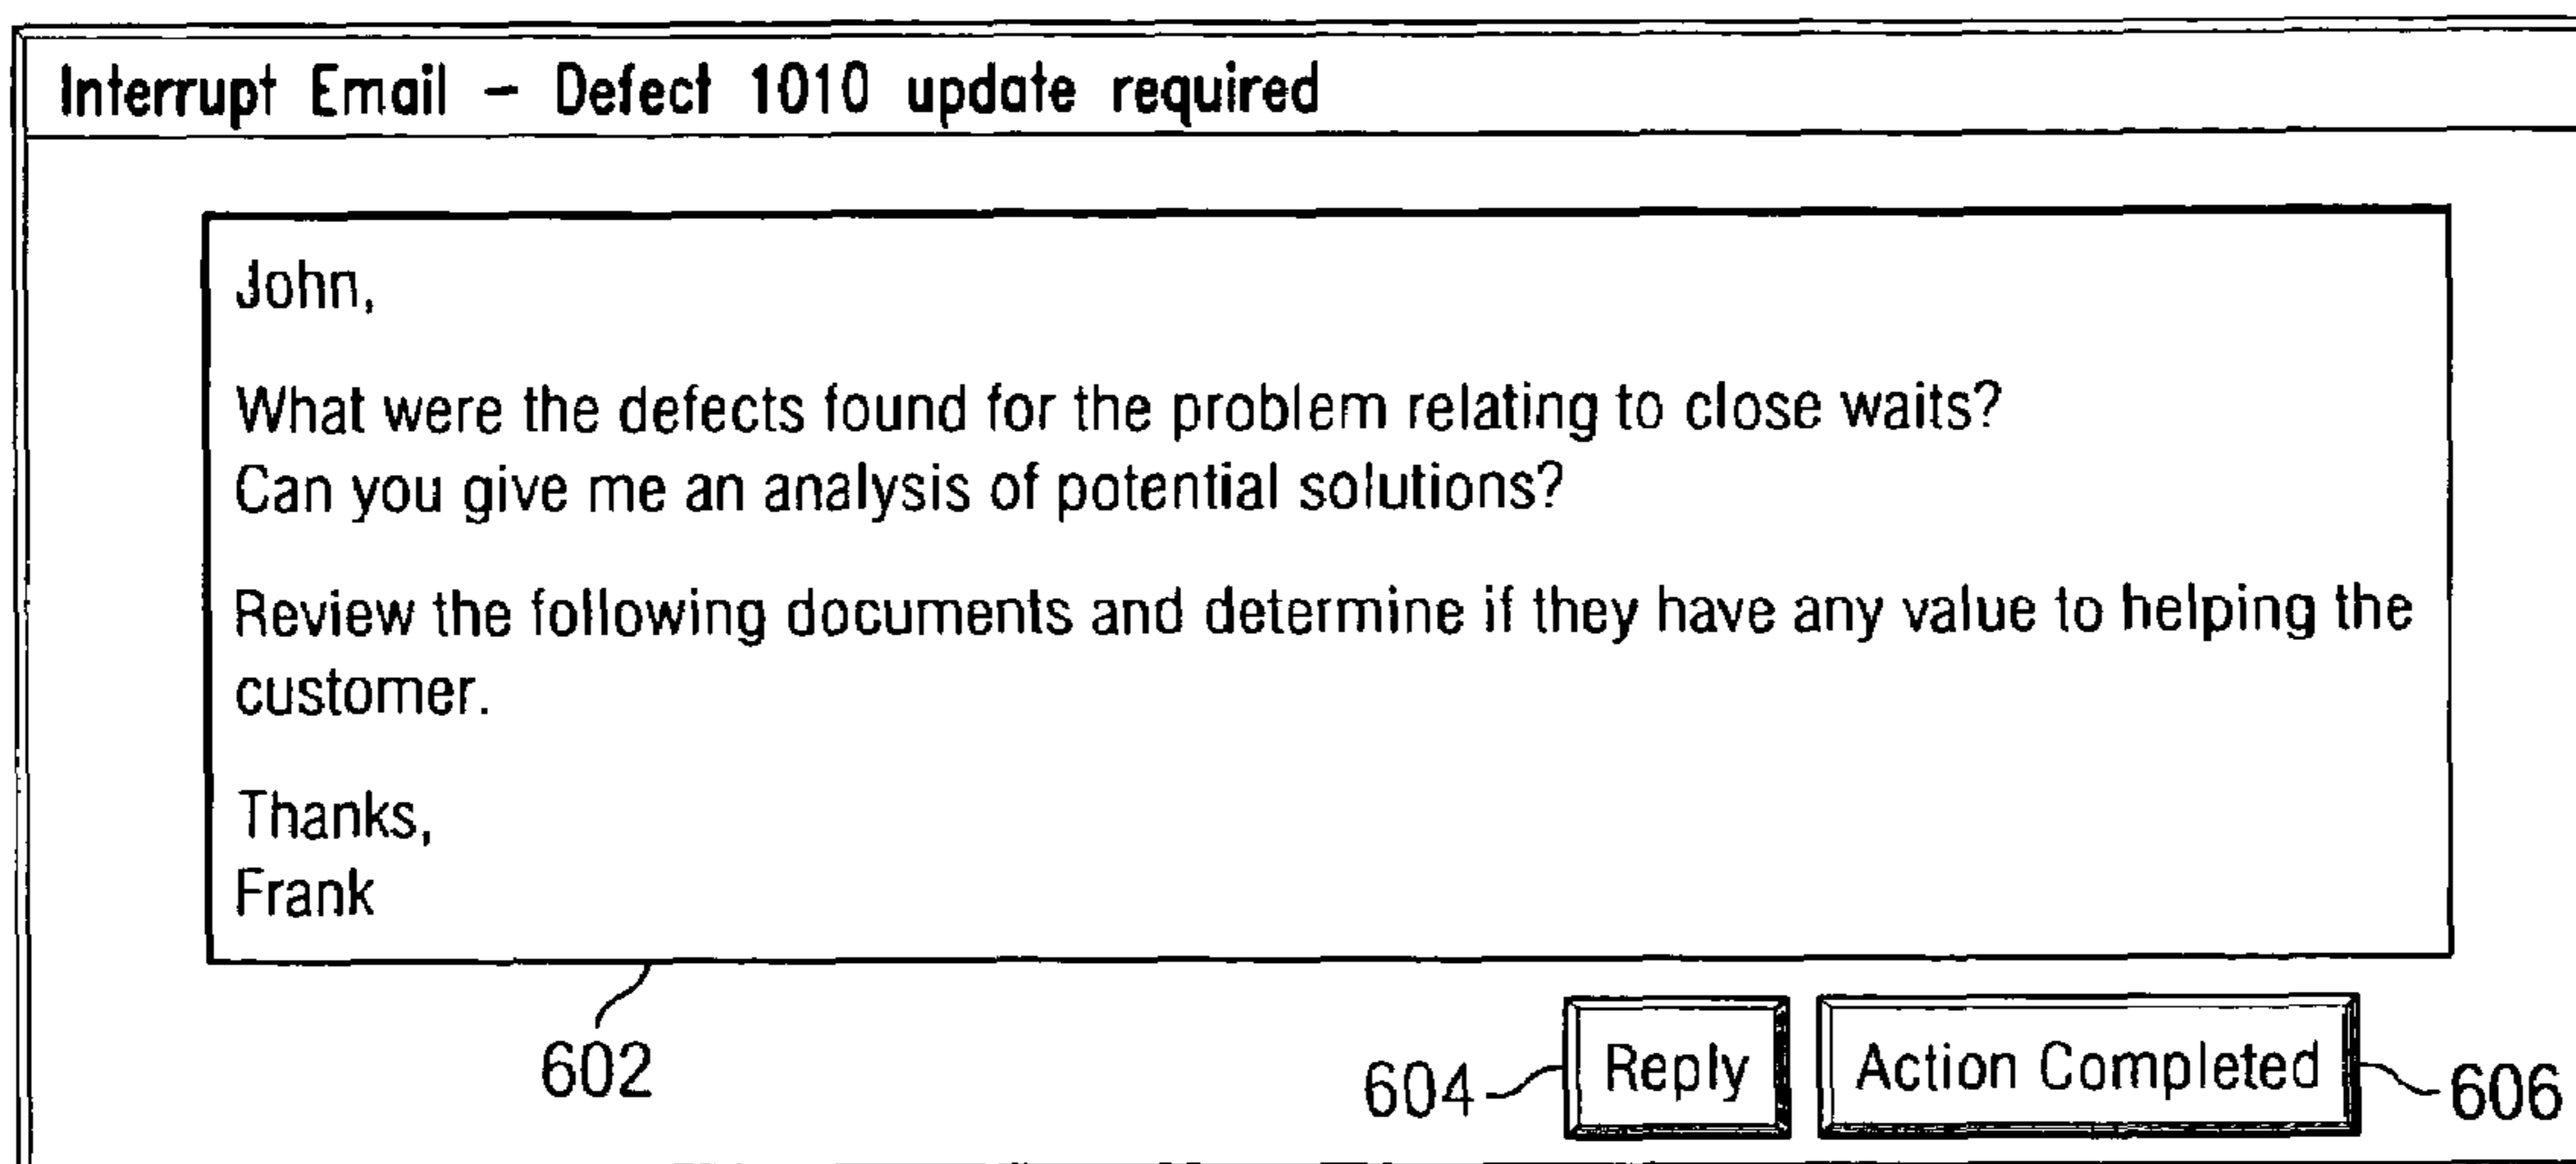 Interrupt Email - Defect 1010 update required
John,
What were the defects found for the problem relating to close waits?
Can you give me an analysis of potential solutions?
Review the following documents and determine if they have any value to helping the
customer.
Thanks,
Frank
602
604 Reply Action Completed 606